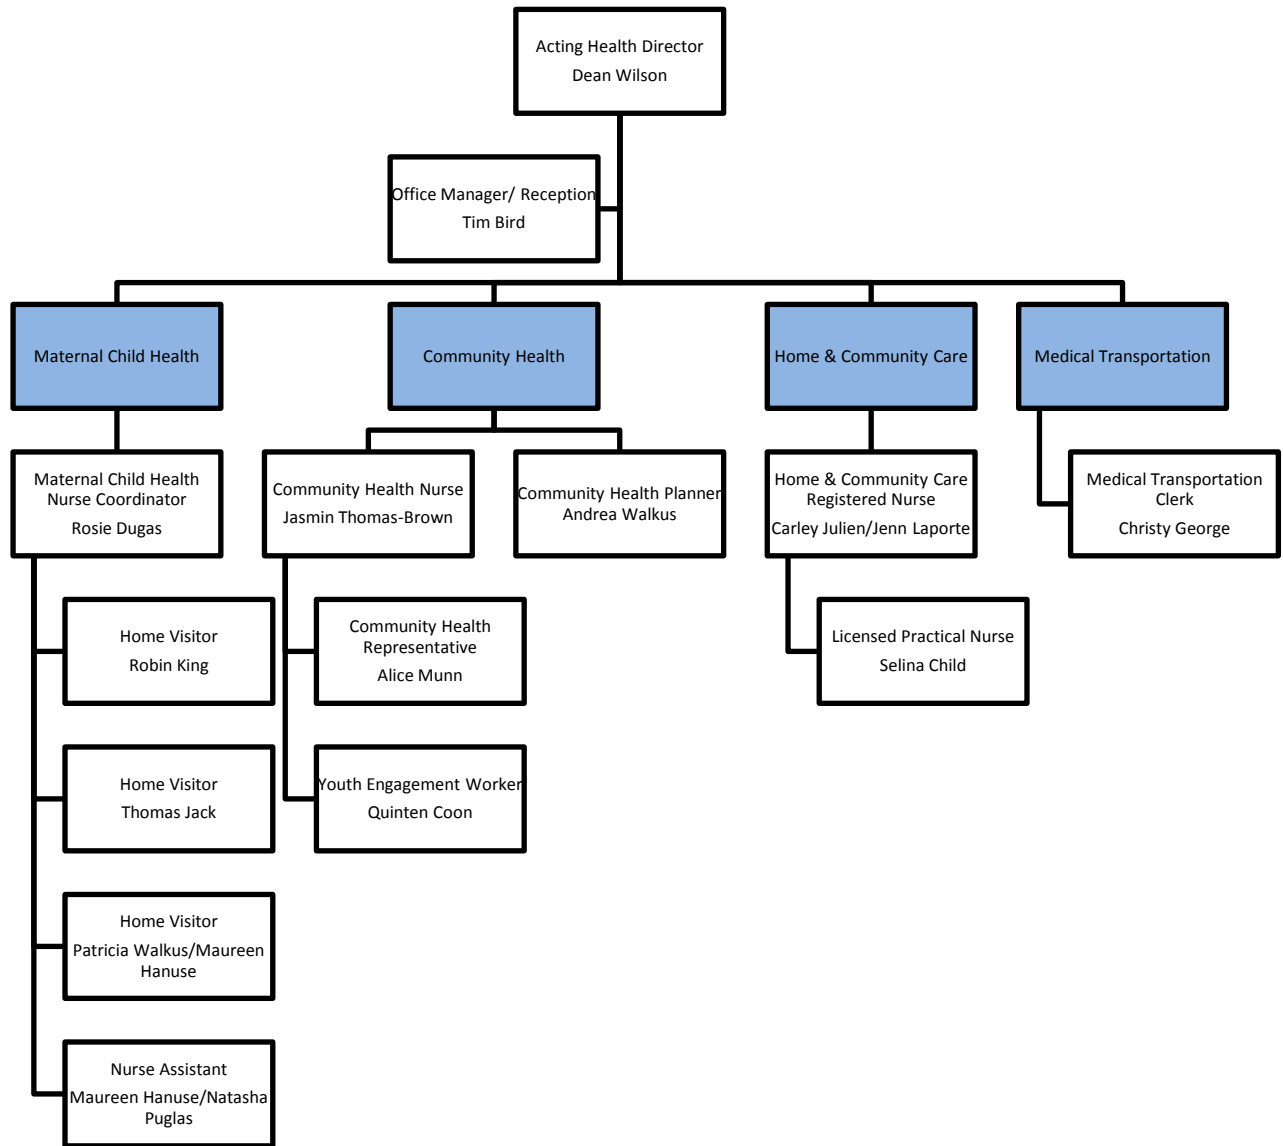 Acting Health Director
Dean Wilson
Office Manager/ Reception
Tim Bird
Maternal Child Health
Community Health
Home & Community Care
Medical Transportation
Maternal Child Health
Nurse Coordinator
Rosie Dugas
Community Health Nurse
Jasmin Thomas-Brown
Community Health Planner
Andrea Walkus
Home & Community Care
Registered Nurse
Carley Julien/Jenn Laporte
Medical Transportation
Clerk
Christy George
Home Visitor
Robin King
Community Health
Representative
Alice Munn
Licensed Practical Nurse
Selina Child
Home Visitor
Thomas Jack
Youth Engagement Worker
Quinten Coon
Home Visitor
Patricia Walkus/Maureen
Hanuse
Nurse Assistant
Maureen Hanuse/Natasha
Puglas